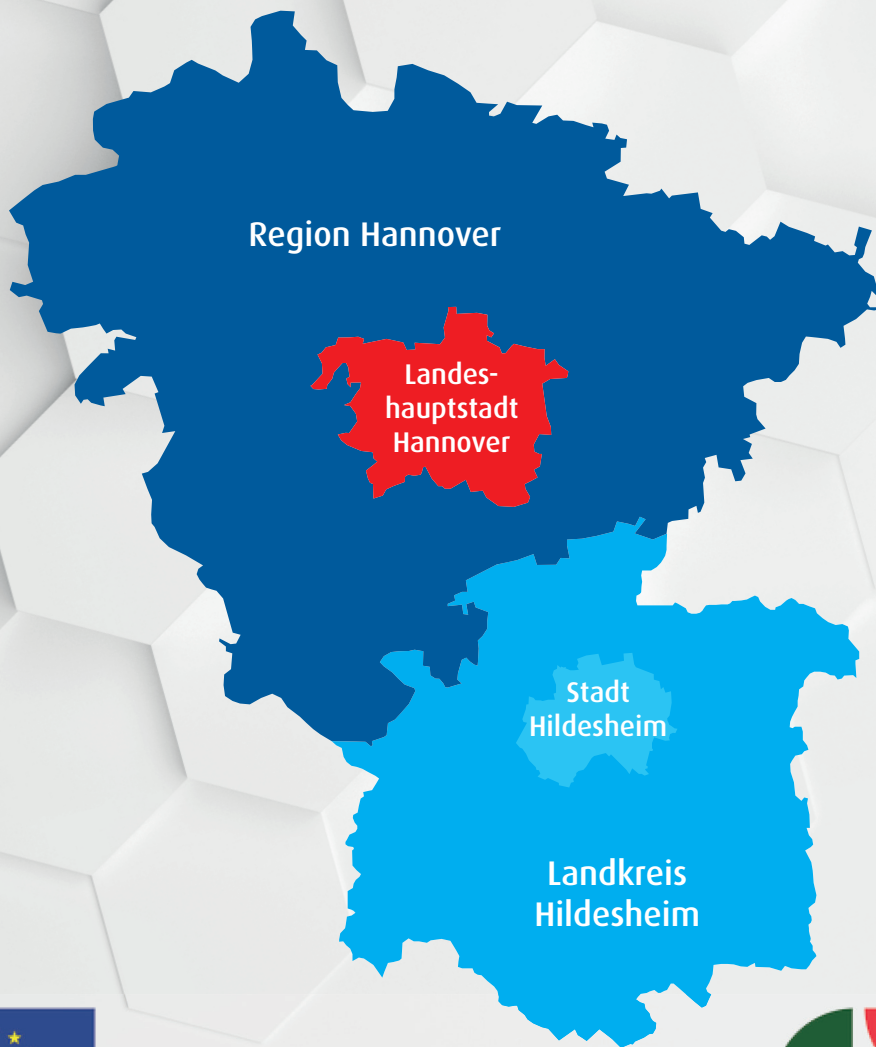 Region Hannover
Landes-
hauptstadt
Hannover
Stadt
Hildesheim
Landkreis
Hildesheim